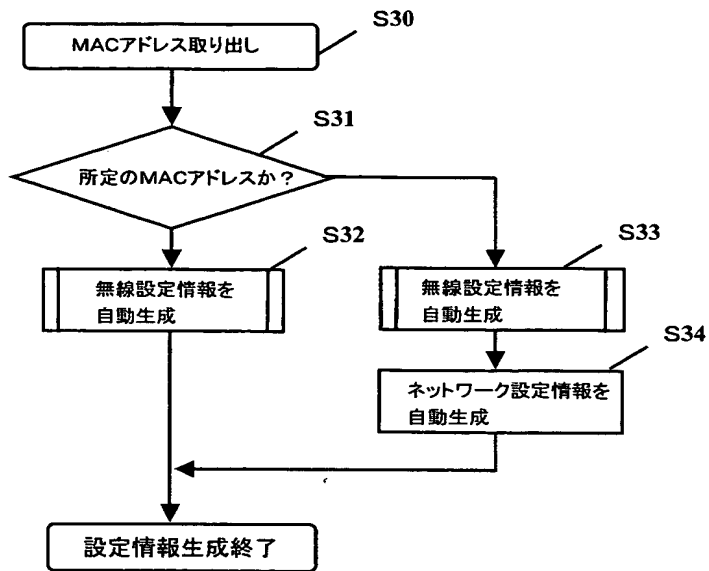 S30
MACアドレス取り出し
S31
所定のMACアドレスか？
S32
無線設定情報を
自動生成
S33
無線設定情報を
自動生成
S34
ネットワーク設定情報を
自動生成
設定情報生成終了